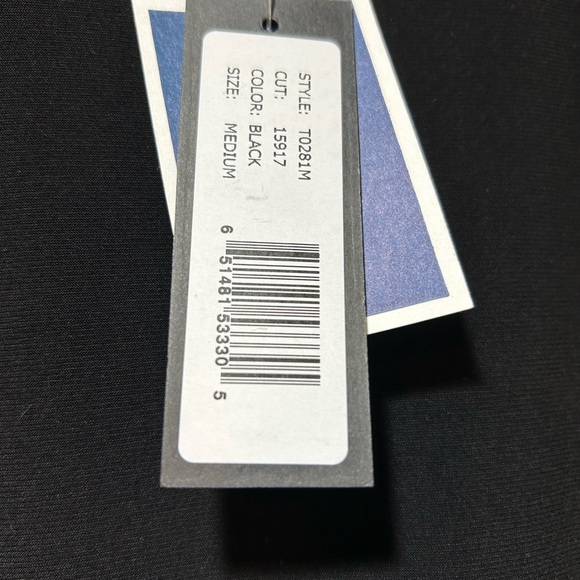 STYLE: T0281M
CUT: 15917
COLOR: BLACK
SIZE: MEDIUM
6 51481 53330 5